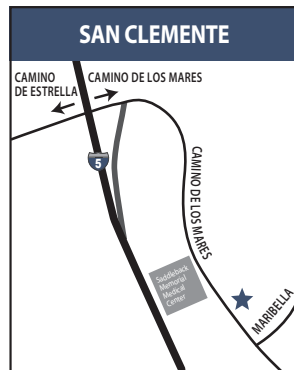 SAN CLEMENTE
CAMINO
DE ESTRELLA
CAMINO DE LOS MARES
5
CAMINO DE LOS MARES
Saddleback
Memorial
Medical
Center
MARIBELLA